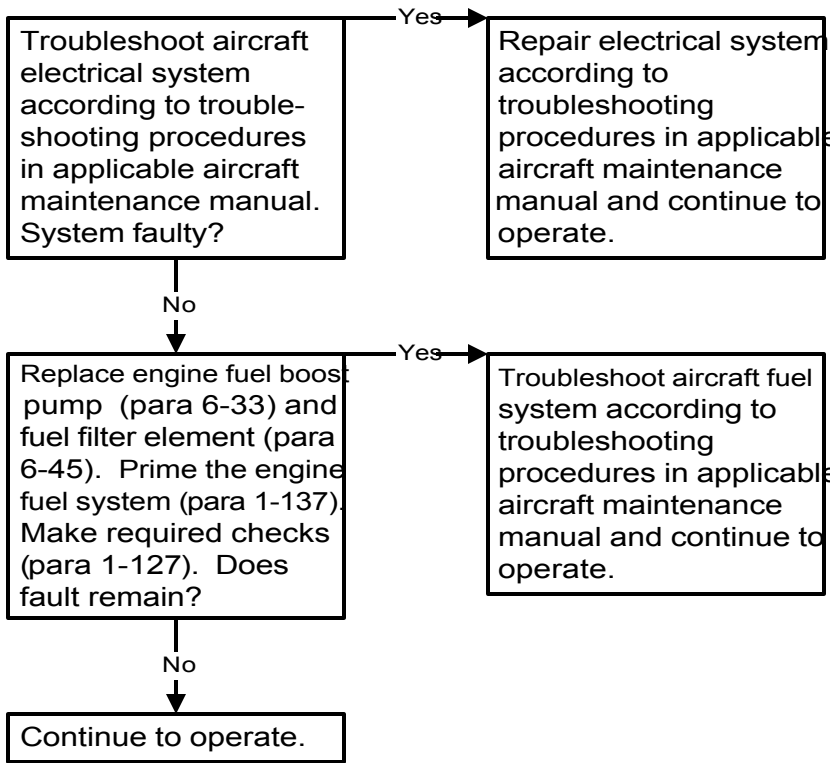 Yes
Troubleshoot aircraft
electrical system
according to trouble-
shooting procedures
in applicable aircraft
maintenance manual.
System faulty?
Repair electrical system
according to
troubleshooting
procedures in applicable
aircraft maintenance
manual and continue to
operate.
No
Yes
Replace engine fuel boost
pump (para 6-33) and
fuel filter element (para
6-45). Prime the engine
fuel system (para 1-137).
Make required checks
(para 1-127). Does
fault remain?
Troubleshoot aircraft fuel
system according to
troubleshooting
procedures in applicable
aircraft maintenance
manual and continue to
operate.
No
Continue to operate.